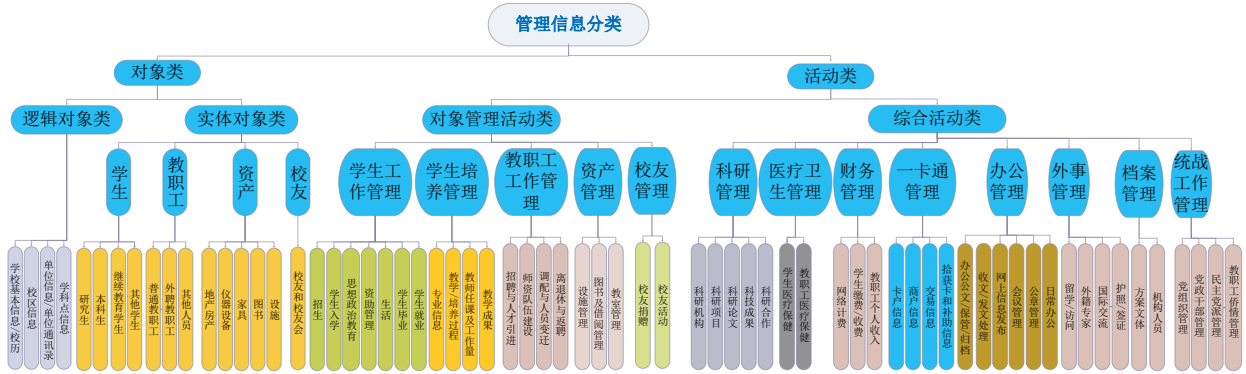 管理信息分类
对象类
活动类
逻辑对象类
实体对象类
对象管理活动类
综合活动类
学生
教职工
资产
校友
学生工
作管理
学生培
养管理
教职工
工作管
理
资产
管理
校友
管理
科研
管理
医疗卫
生管理
财务
管理
一卡通
管理
办公
管理
外事
管理
档案
管理
统战
工作
管理
学校基本信息/校历
校区信息
单位信息/单位通讯录
学科点信息
研究生
本科生
继续教育学生
其他学生
普通教职工
外聘教职工
其他人员
地产房产
仪器设备
家具
图书
设施
校友和校友会
招生
学生入学
思想政治教育
资助管理
生活
学生毕业
学生就业
专业信息
教学/培养过程
教师任课及工作量
教学成果
招聘与人才引进
师资队伍建设
调配与人员变迁
离退休与返聘
设施管理
图书及借阅管理
教室管理
校友捐赠
校友活动
科研机构
科研项目
科研论文
科技成果
科研合作
学生医疗保健
教职工医疗保健
网络计费
学生缴费/收费
教职工个人收入
卡户信息
商户信息
交易信息
拾获卡和补助信息
办公公文/保管/归档
收文/发文处理
网上信息发布
会议管理
公章管理
日常办公
留学/访问
外籍专家
国际交流
护照/签证
方案文体
机构人员
党组织管理
党政干部管理
民主党派管理
教职工侨情管理